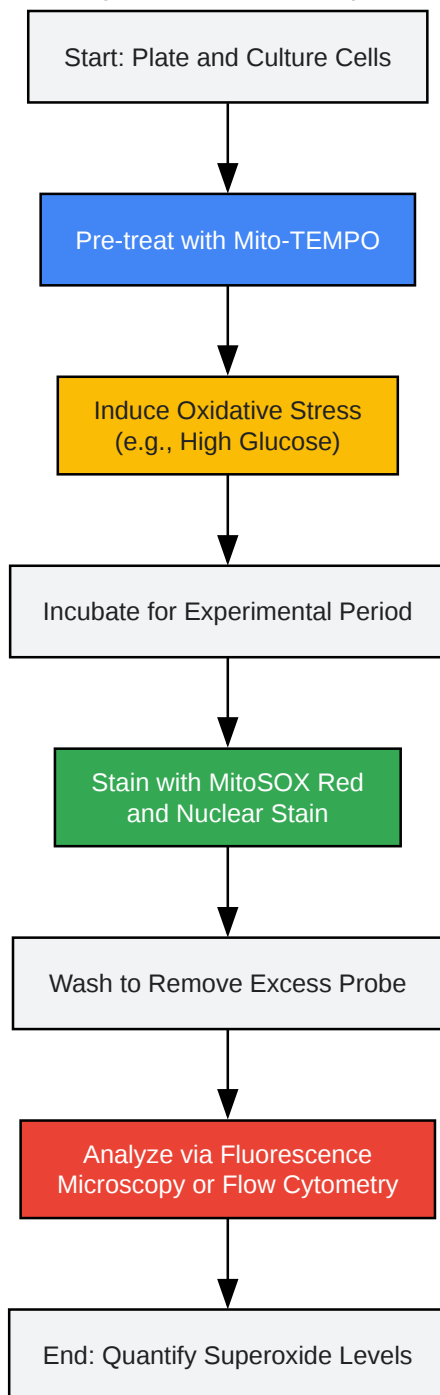 Start: Plate and Culture Cells
Pre-treat with Mito-TEMPO
Induce Oxidative Stress
(e.g., High Glucose)
Incubate for Experimental Period
Stain with MitoSOX Red
and Nuclear Stain
Wash to Remove Excess Probe
Analyze via Fluorescence
Microscopy or Flow Cytometry
End: Quantify Superoxide Levels